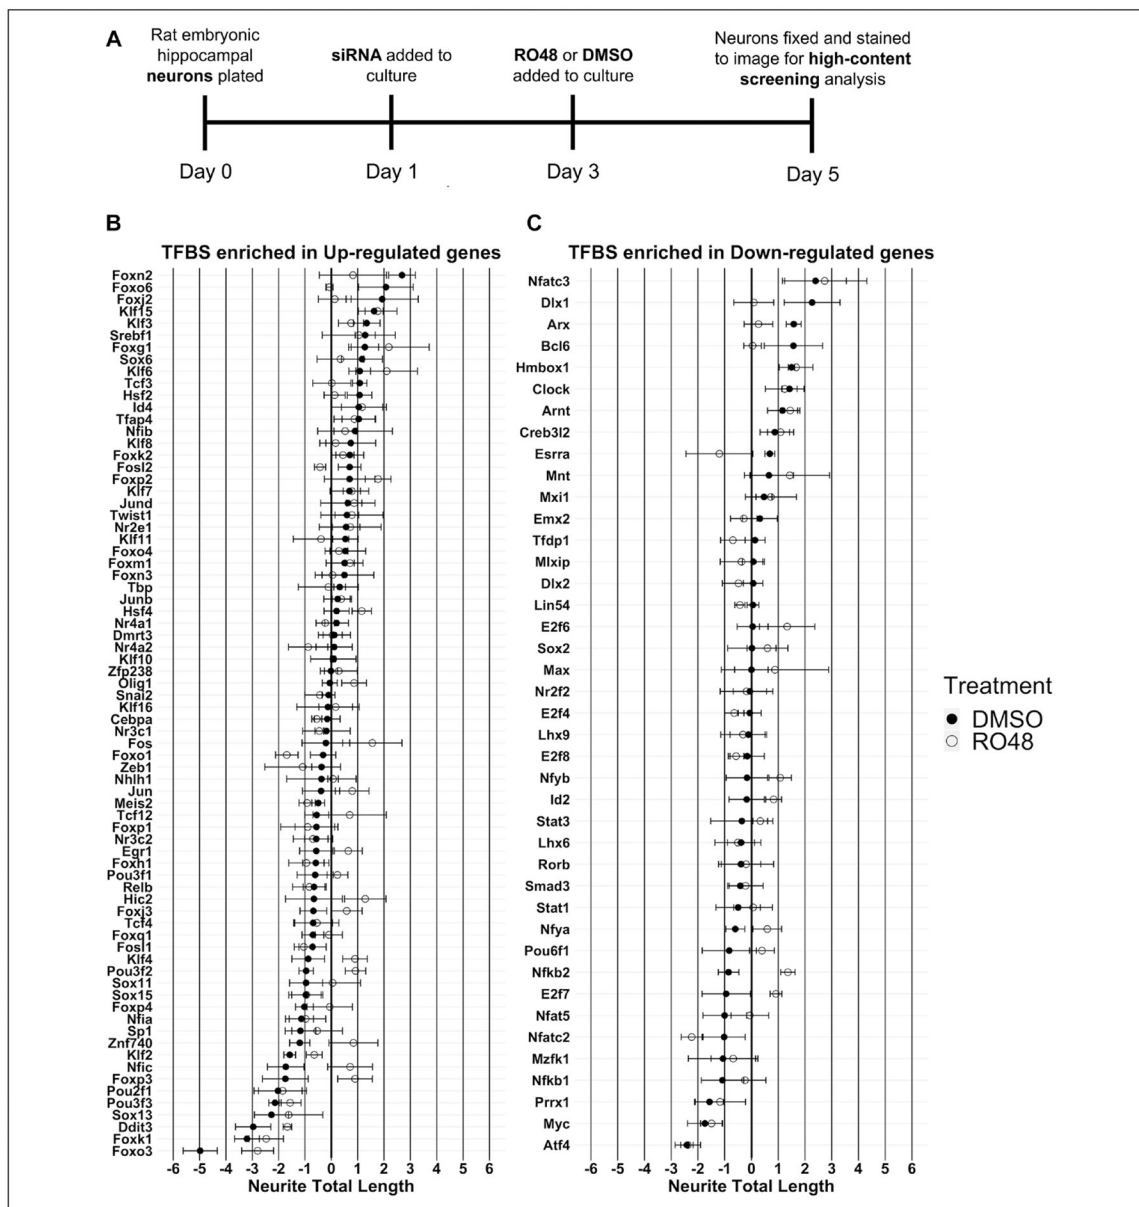 A
Rat embryonic
hippocampal
neurons plated
siRNA added to
culture
RO48 or DMSO
added to culture
Neurons fixed and stained
to image for high-content
screening analysis
Day 0
Day 1
Day 3
Day 5
B
TFBS enriched in Up-regulated genes
Foxn2
Foxo6
Foxj2
Klf15
Klf3
Srebf1
Foxg1
Sox6
Klf6
Tcf3
Hsf2
Id4
Tfap4
Nfib
Klf8
Foxk2
Fosl2
Foxp2
Klf7
Jund
Twist1
Nr2e1
Klf11
Foxo4
Foxm1
Foxn3
Tbp
Junb
Hsf4
Nr4a1
Dmrt3
Nr4a2
Klf10
Zfp238
Olig1
Snai2
Klf16
Cebpa
Nr3c1
Fos
Foxo1
Zeb1
Nhlh1
Jun
Meis2
Tcf12
Foxp1
Nr3c2
Egr1
Foxh1
Pou3f1
Relb
Hic2
Foxj3
Tcf4
Foxq1
Fosl1
Klf4
Pou3f2
Sox11
Sox15
Foxp4
Nfia
Sp1
Znf740
Klf2
Nfic
Foxp3
Pou2f1
Pou3f3
Sox13
Ddit3
Foxk1
Foxo3
-6 -5 -4 -3 -2 -1 0 1 2 3 4 5 6
Neurite Total Length
C
TFBS enriched in Down-regulated genes
Nfatc3
Dlx1
Arx
Bcl6
Hmbox1
Clock
Arnt
Creb3l2
Esrra
Mnt
Mxi1
Emx2
Tfdp1
Mlxip
Dlx2
Lin54
E2f6
Sox2
Max
Nr2f2
E2f4
Lhx9
E2f8
Nfyb
Id2
Stat3
Lhx6
Rorb
Smad3
Stat1
Nfya
Pou6f1
Nfkb2
E2f7
Nfat5
Nfatc2
Mzfk1
Nfkb1
Prrx1
Myc
Atf4
-6 -5 -4 -3 -2 -1 0 1 2 3 4 5 6
Neurite Total Length
Treatment
DMSO
RO48